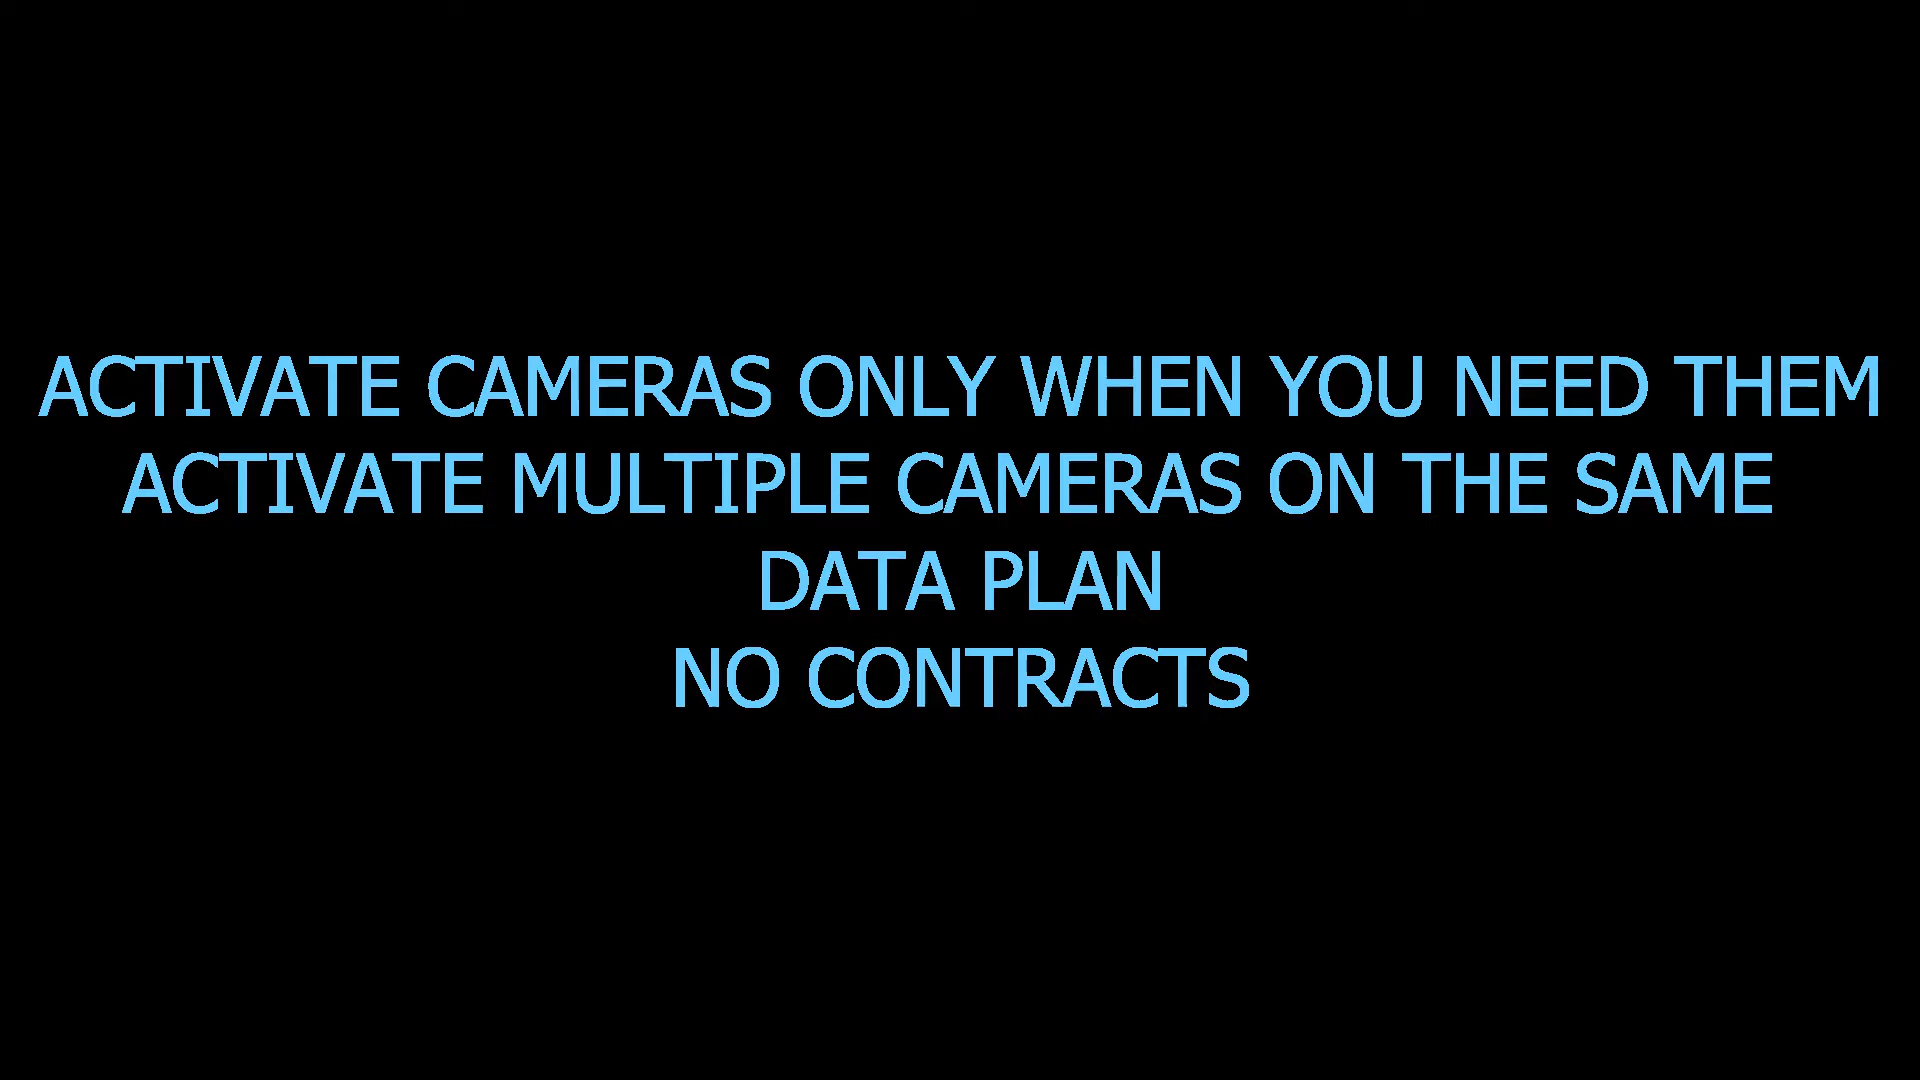 ACTIVATE CAMERAS ONLY WHEN YOU NEED THEM
ACTIVATE MULTIPLE CAMERAS ON THE SAME
DATA PLAN
NO CONTRACTS